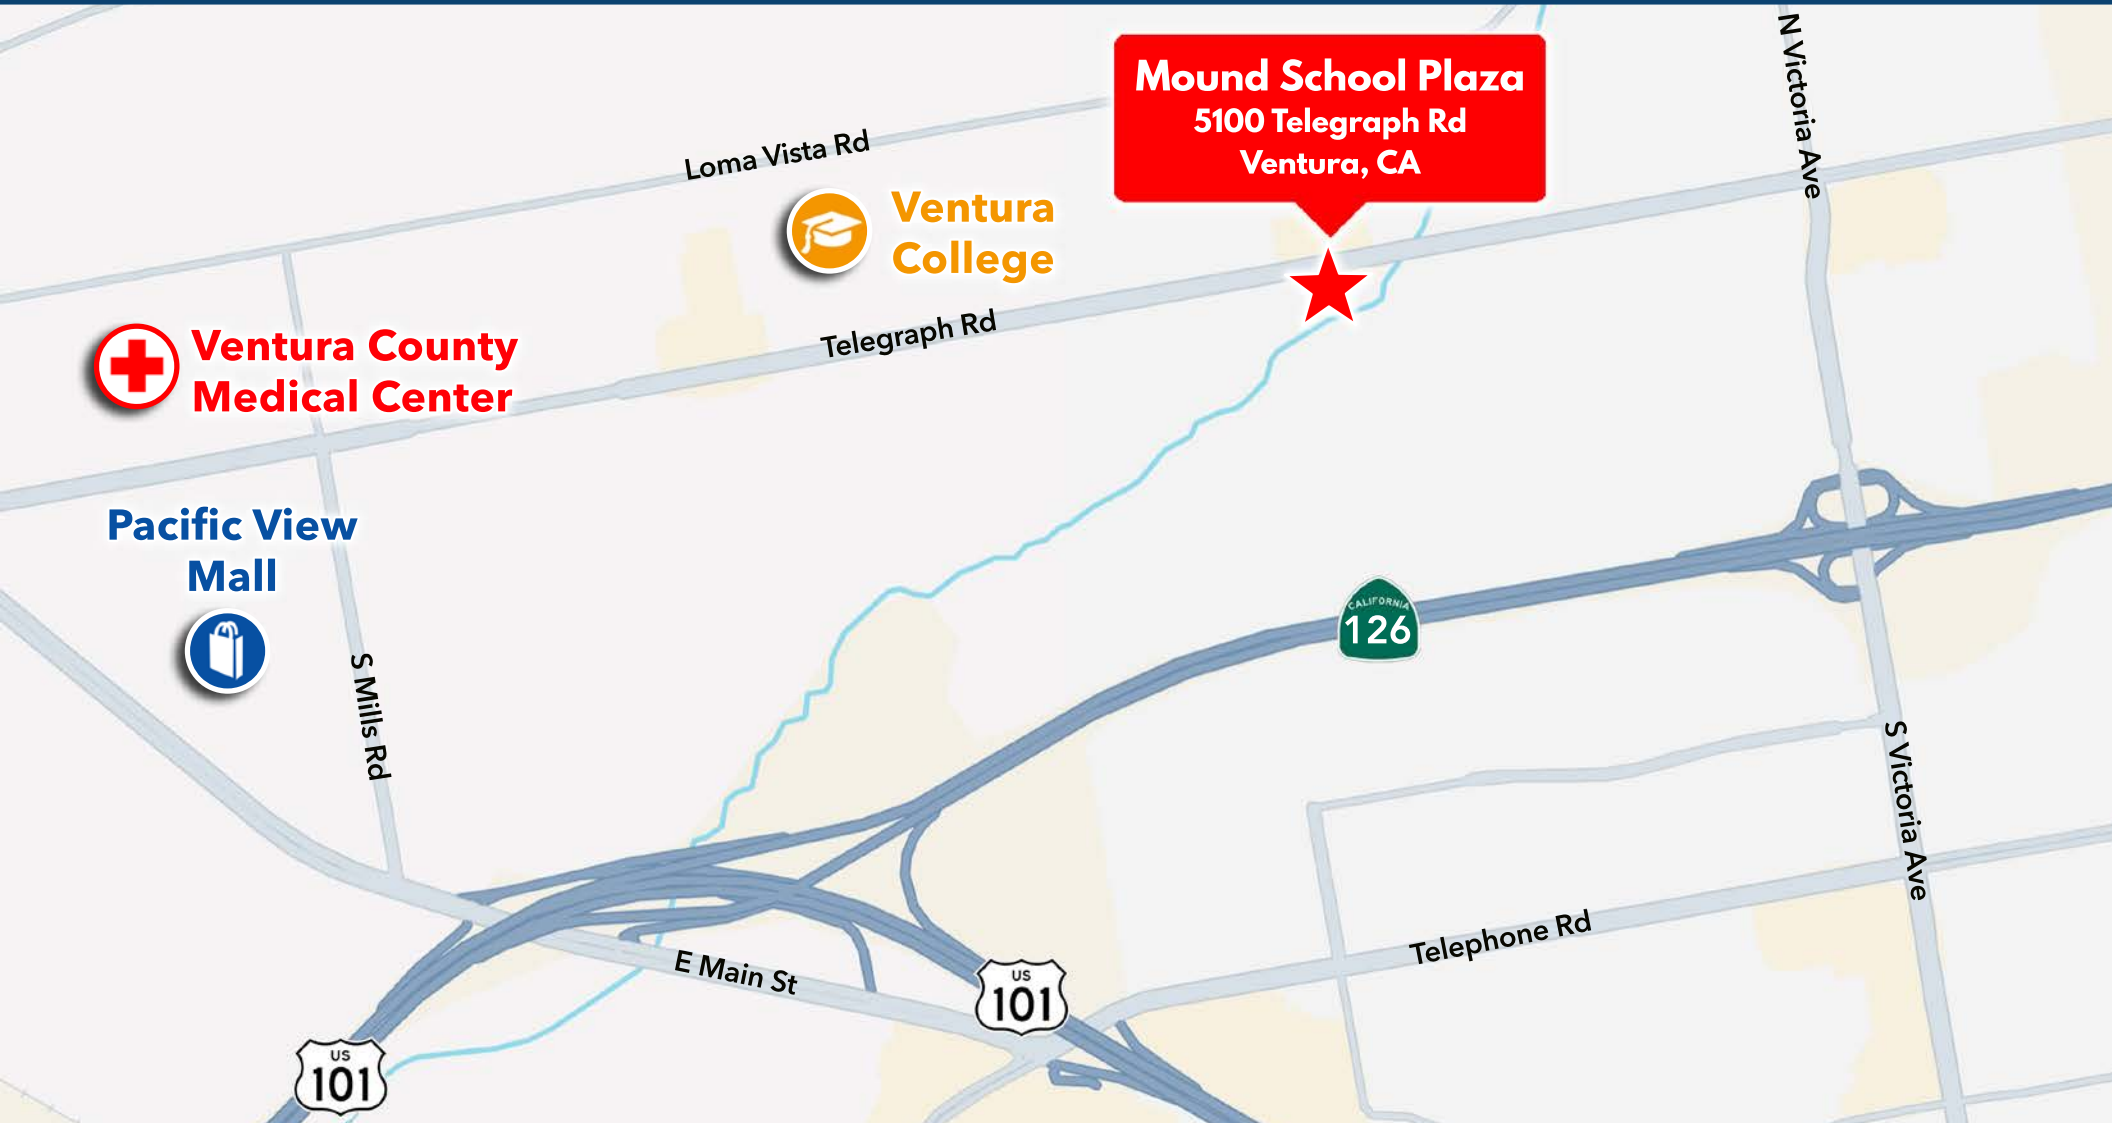 Mound School Plaza
5100 Telegraph Rd
Ventura, CA
N Victoria Ave
Loma Vista Rd
Ventura
College
Telegraph Rd
Ventura County
Medical Center
Pacific View
Mall
S Mills Rd
CALIFORNIA
126
S Victoria Ave
Telephone Rd
E Main St
US
101
US
101